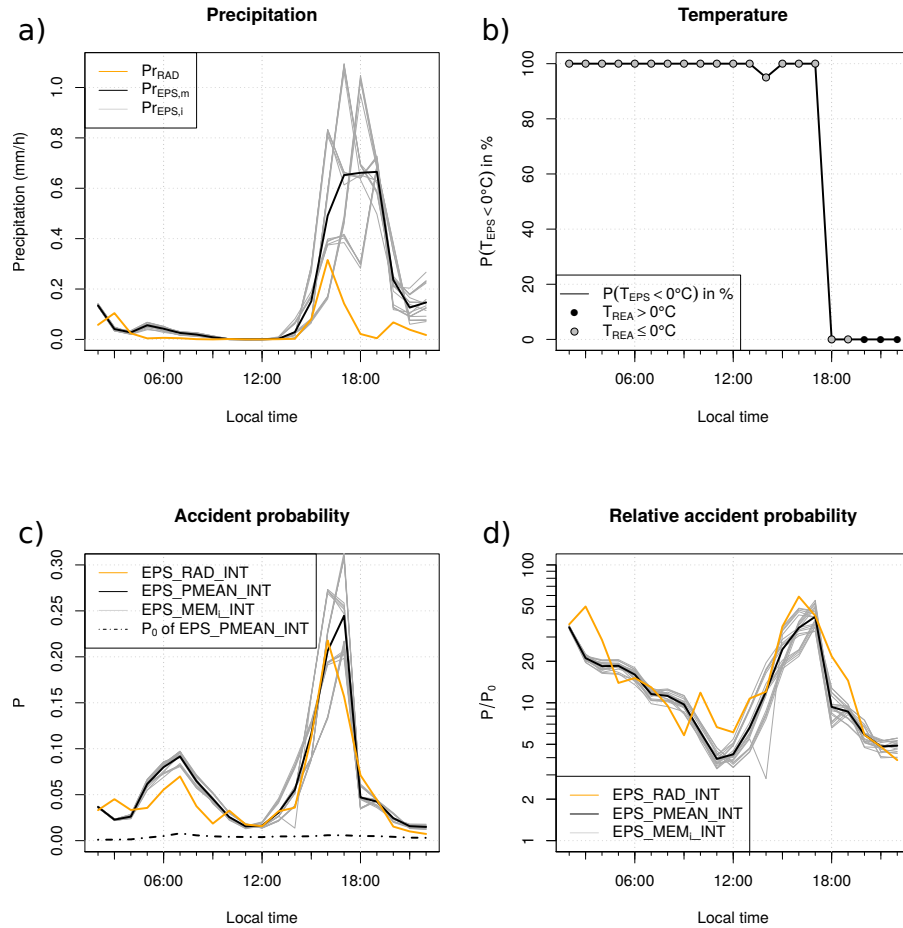 Precipitation
a)
Pr_RAD
Pr_EPS,m
Pr_EPS,i
Precipitation (mm/h)
1.0
0.8
0.6
0.4
0.2
0.0
06:00 12:00 18:00
Local time
Temperature
b)
P(T_EPS < 0°C) in %
100
80
60
40
20
0
P(T_EPS < 0°C) in %
T_REA > 0°C
T_REA ≤ 0°C
06:00 12:00 18:00
Local time
Accident probability
c)
EPS_RAD_INT
EPS_PMEAN_INT
EPS_MEM_i_INT
P_0 of EPS_PMEAN_INT
P
0.30
0.25
0.20
0.15
0.10
0.05
0.00
06:00 12:00 18:00
Local time
Relative accident probability
d)
P/P_0
100
50
20
10
5
2
1
EPS_RAD_INT
EPS_PMEAN_INT
EPS_MEM_i_INT
06:00 12:00 18:00
Local time